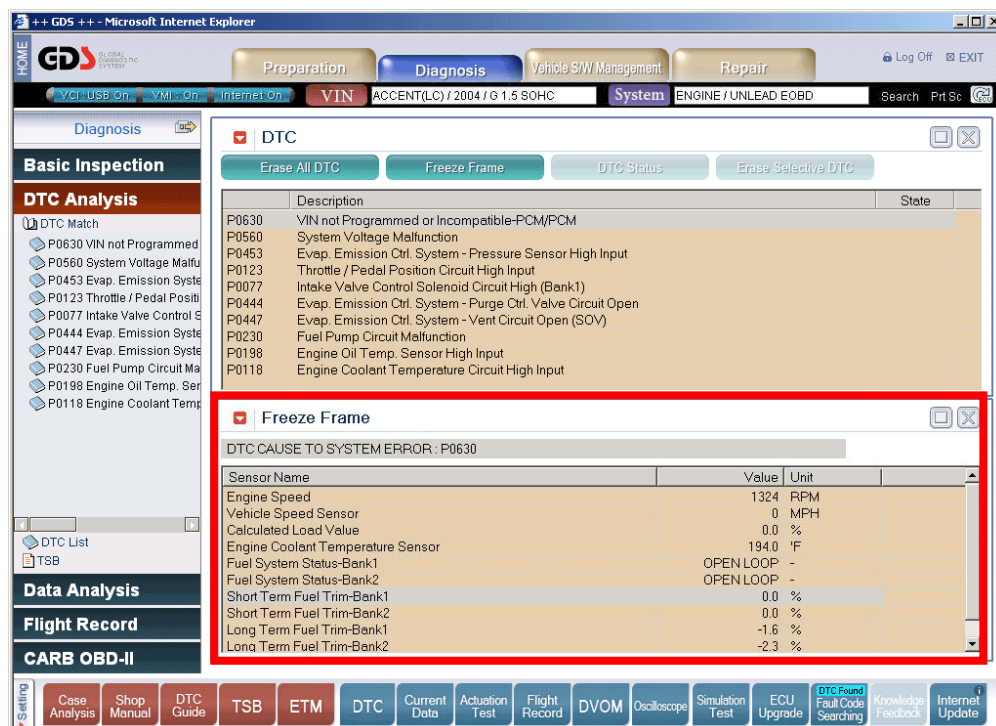 ++ GDS ++ - Microsoft Internet Explorer
HOME
GDS GLOBAL DIAGNOSTIC SYSTEM
Preparation
Diagnosis
Vehicle S/W Management
Repair
Log Off
EXIT
VCI : USB On
VMI : On
Internet On
VIN
ACCENT(LC) / 2004 / G 1.5 SOHC
System
ENGINE / UNLEAD EOBD
Search
Prt Sc
ECU
Diagnosis
Basic Inspection
DTC Analysis
DTC Match
P0630 VIN not Programmed
P0560 System Voltage Malfu
P0453 Evap. Emission Syste
P0123 Throttle / Pedal Positi
P0077 Intake Valve Control S
P0444 Evap. Emission Syste
P0447 Evap. Emission Syste
P0230 Fuel Pump Circuit Ma
P0198 Engine Oil Temp. Ser
P0118 Engine Coolant Temp
DTC List
TSB
Data Analysis
Flight Record
CARB OBD-II
DTC
Erase All DTC
Freeze Frame
DTC Status
Erase Selective DTC
Description State
P0630 VIN not Programmed or Incompatible-PCM/PCM
P0560 System Voltage Malfunction
P0453 Evap. Emission Ctrl. System - Pressure Sensor High Input
P0123 Throttle / Pedal Position Circuit High Input
P0077 Intake Valve Control Solenoid Circuit High (Bank1)
P0444 Evap. Emission Ctrl. System - Purge Ctrl. Valve Circuit Open
P0447 Evap. Emission Ctrl. System - Vent Circuit Open (SOV)
P0230 Fuel Pump Circuit Malfunction
P0198 Engine Oil Temp. Sensor High Input
P0118 Engine Coolant Temperature Circuit High Input
Freeze Frame
DTC CAUSE TO SYSTEM ERROR : P0630
Sensor Name Value Unit
Engine Speed 1324 RPM
Vehicle Speed Sensor 0 MPH
Calculated Load Value 0.0 %
Engine Coolant Temperature Sensor 194.0 'F
Fuel System Status-Bank1 OPEN LOOP -
Fuel System Status-Bank2 OPEN LOOP -
Short Term Fuel Trim-Bank1 0.0 %
Short Term Fuel Trim-Bank2 0.0 %
Long Term Fuel Trim-Bank1 -1.6 %
Long Term Fuel Trim-Bank2 -2.3 %
Setting
Case Analysis
Shop Manual
DTC Guide
TSB
ETM
DTC
Current Data
Actuation Test
Flight Record
DVOM
Oscilloscope
Simulation Test
ECU Upgrade
DTC Found
Fault Code Searching
Knowledge Feedback
Internet Update